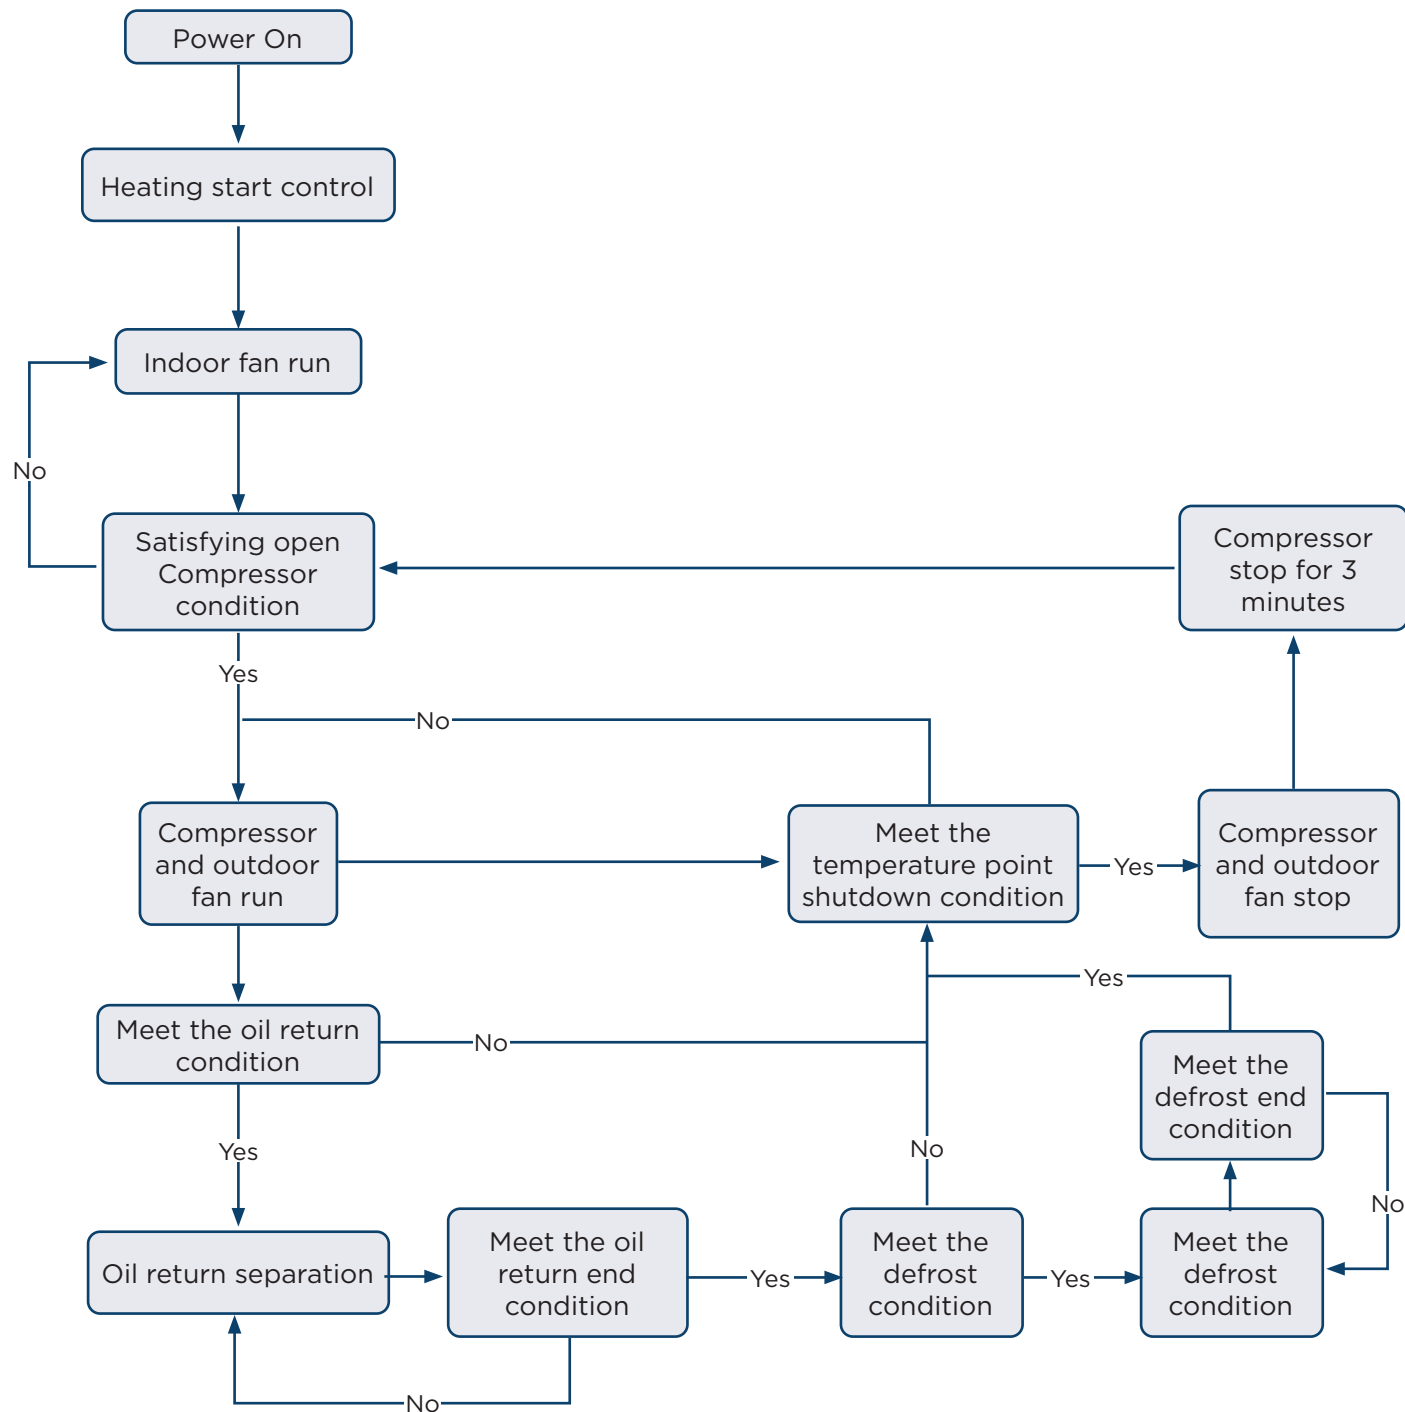 Power On
Heating start control
Indoor fan run
No
Satisfying open
Compressor
condition
Compressor
stop for 3
minutes
Yes
No
Compressor
and outdoor
fan run
Meet the
temperature point
shutdown condition
Yes
Compressor
and outdoor
fan stop
Yes
Meet the oil return
condition
No
Meet the
defrost end
condition
Yes
No
No
Oil return separation
Meet the oil
return end
condition
Yes
Meet the
defrost
condition
Yes
Meet the
defrost
condition
No